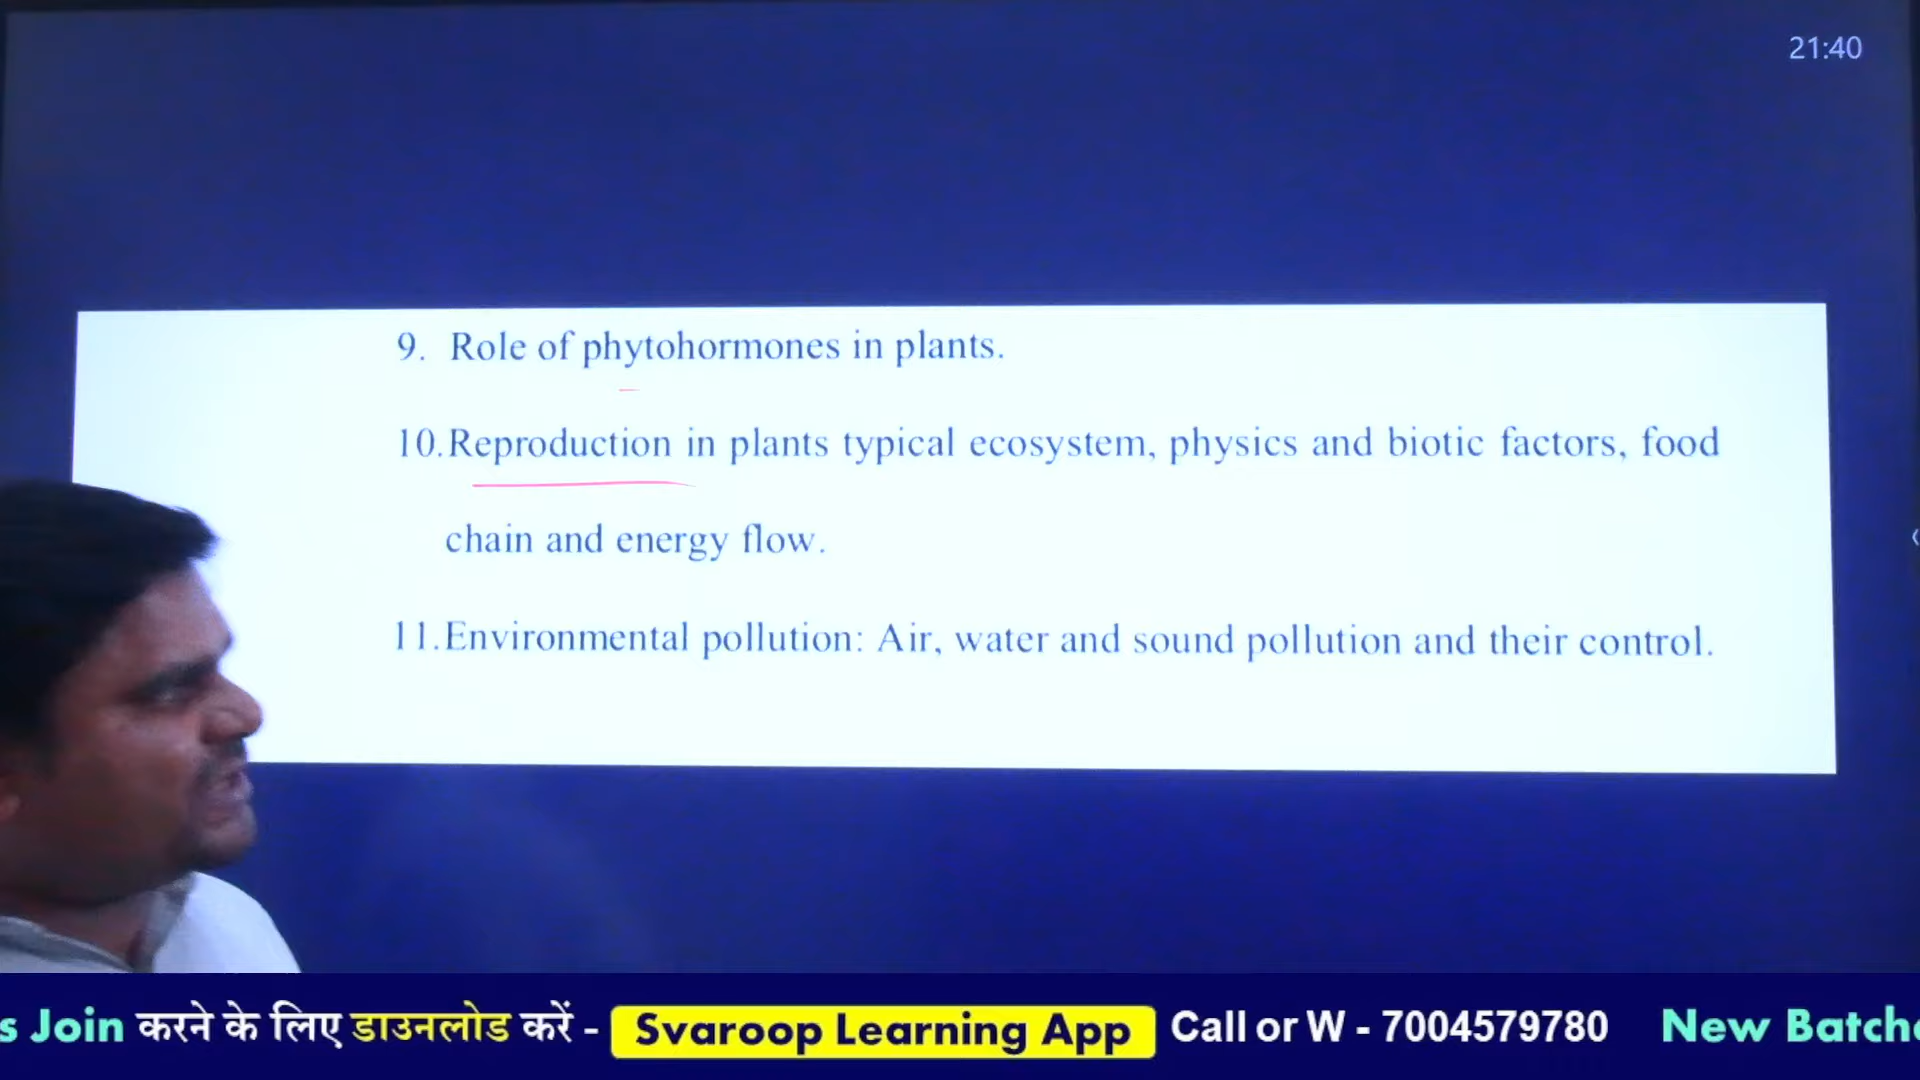 21:40
9. Role of phytohormones in plants.
10.Reproduction in plants typical ecosystem, physics and biotic factors, food
chain and energy flow.
11.Environmental pollution: Air, water and sound pollution and their control.
s Join करने के लिए डाउनलोड करें - Svaroop Learning App Call or W - 7004579780 New Batche